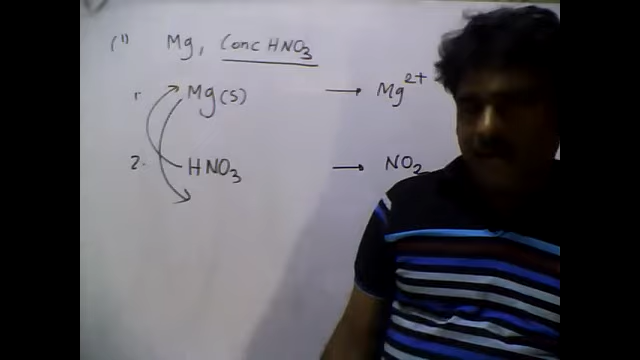 (1) Mg, Conc HNO₃
1. Mg(s) → Mg²⁺
2. HNO₃ → NO₂